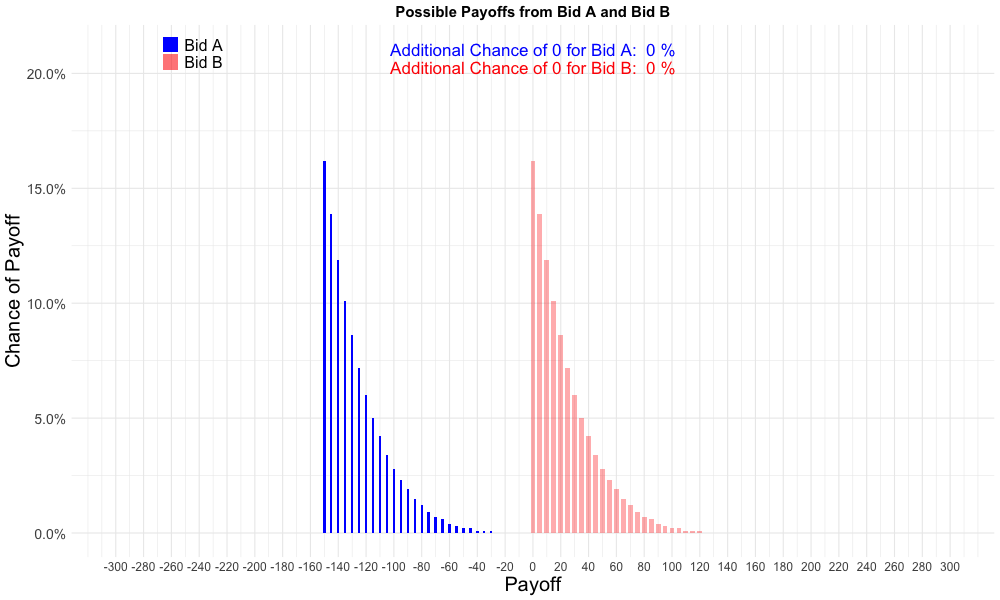 Possible Payoffs from Bid A and Bid B
Bid A
Bid B
Additional Chance of 0 for Bid A:  0 %
Additional Chance of 0 for Bid B:  0 %
Chance of Payoff
20.0%
15.0%
10.0%
5.0%
0.0%
-300 -280 -260 -240 -220 -200 -180 -160 -140 -120 -100 -80 -60 -40 -20 0 20 40 60 80 100 120 140 160 180 200 220 240 260 280 300
Payoff